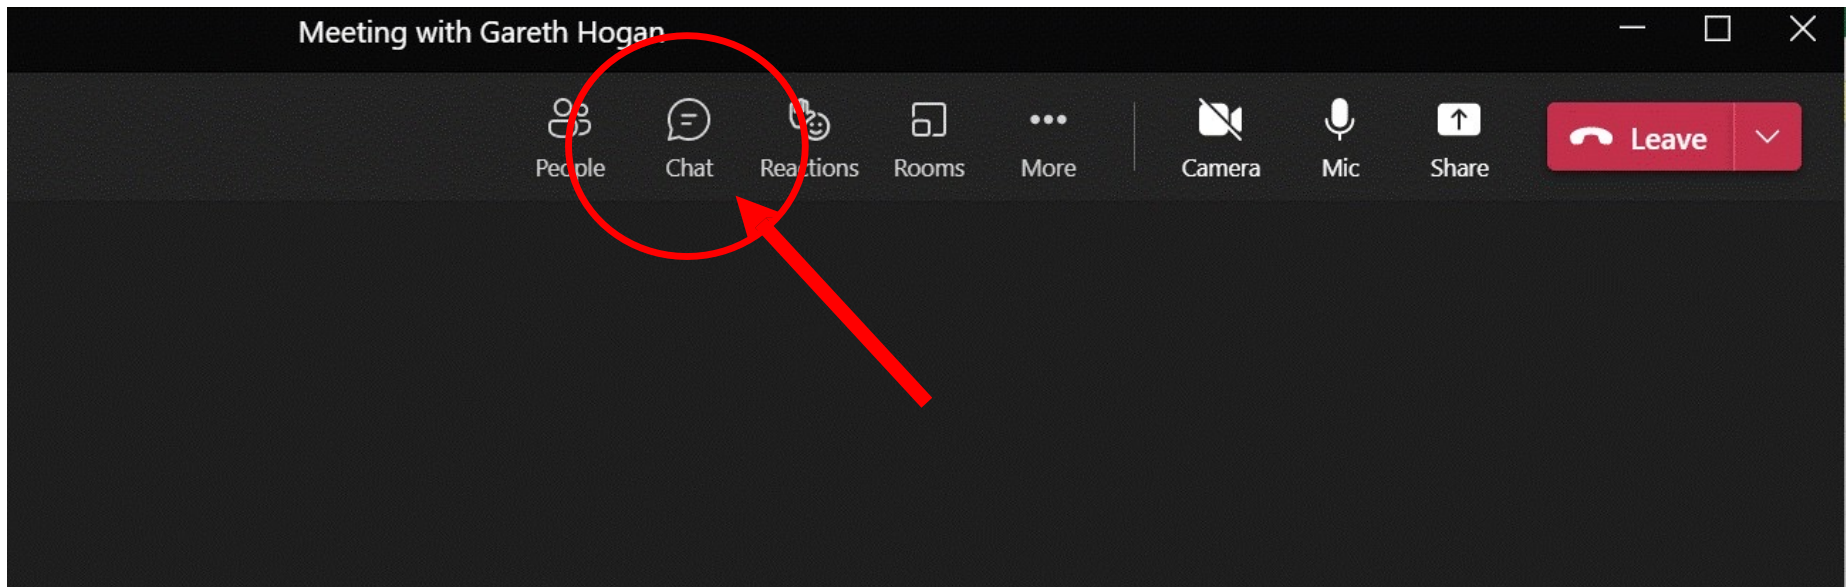 Meeting with Gareth Hogan
People Chat Reactions Rooms More Camera Mic Share Leave